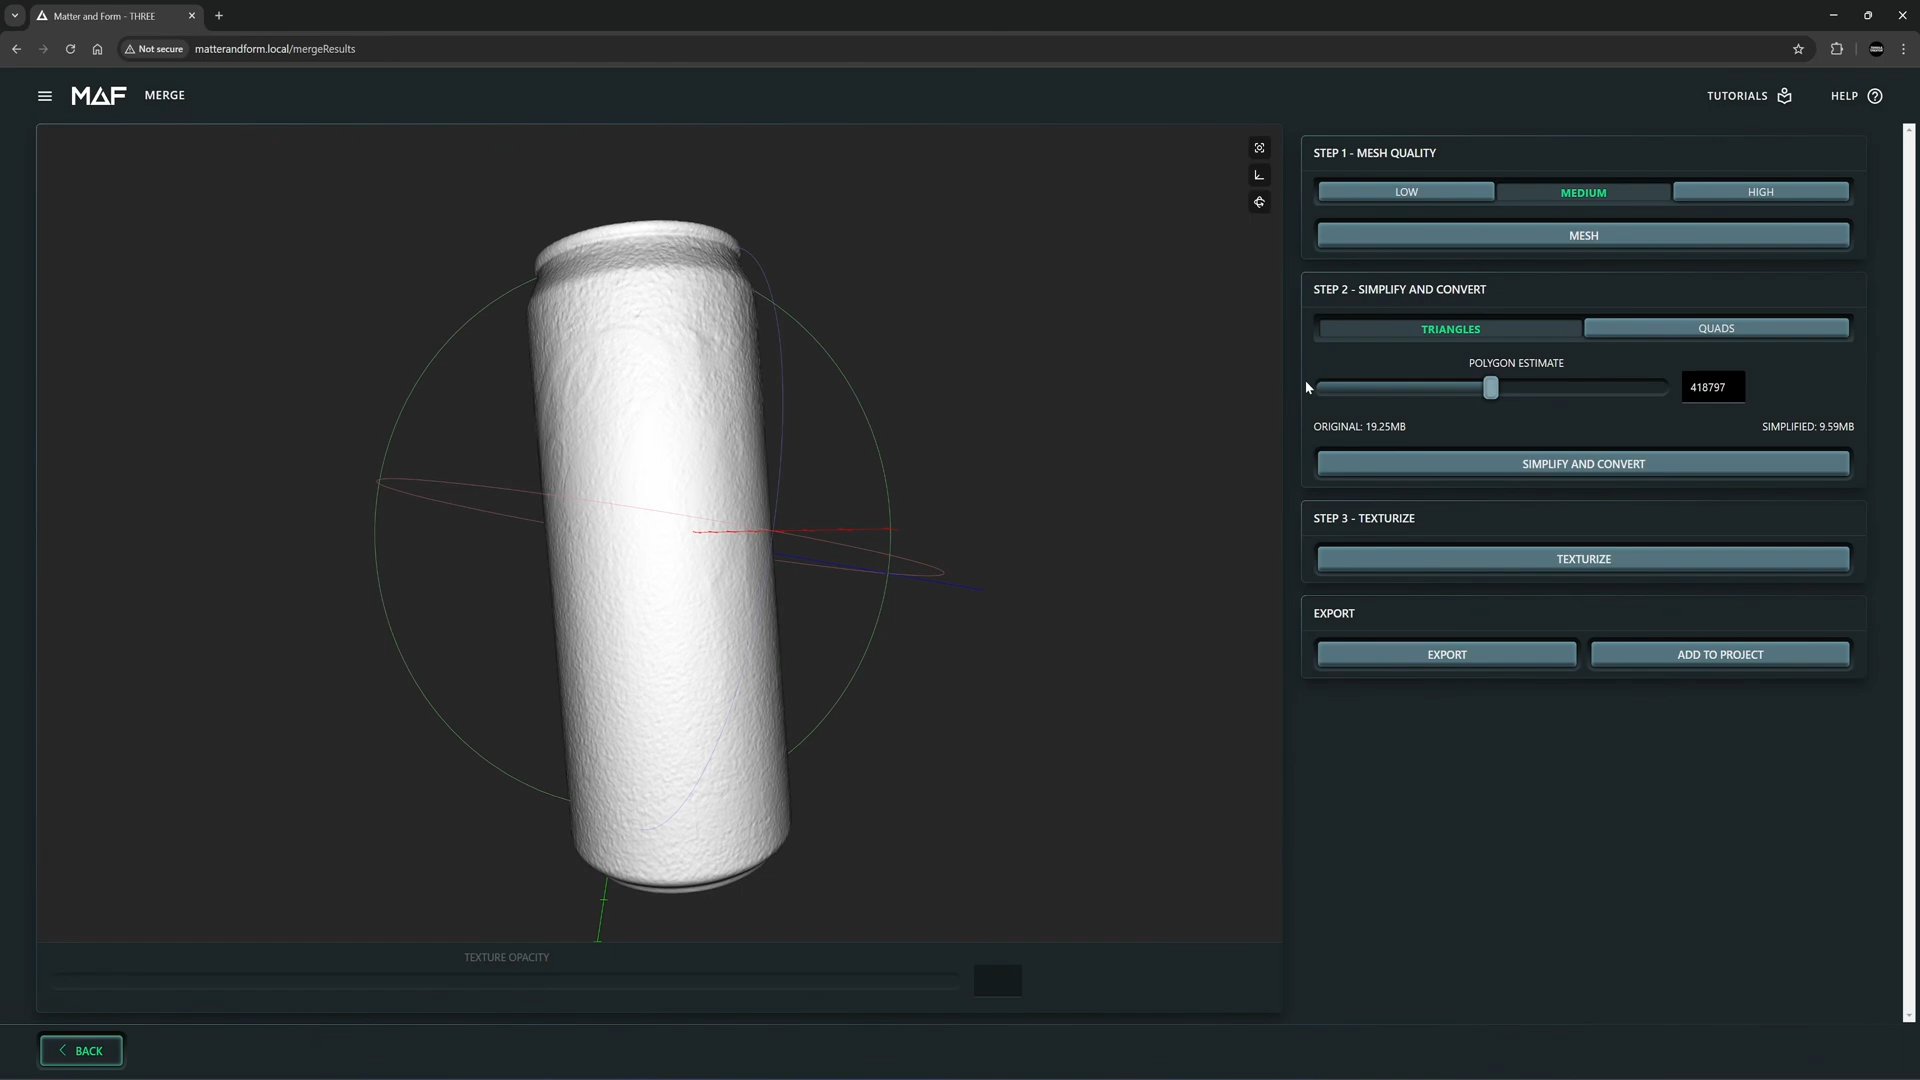 Matter and Form - THREE
Not secure
matterandform.local/mergeResults
MAF
MERGE
TUTORIALS
HELP
STEP 1 - MESH QUALITY
LOW
MEDIUM
HIGH
MESH
STEP 2 - SIMPLIFY AND CONVERT
TRIANGLES
QUADS
POLYGON ESTIMATE
418797
ORIGINAL: 19.25MB
SIMPLIFIED: 9.59MB
SIMPLIFY AND CONVERT
STEP 3 - TEXTURIZE
TEXTURIZE
EXPORT
EXPORT
ADD TO PROJECT
TEXTURE OPACITY
BACK